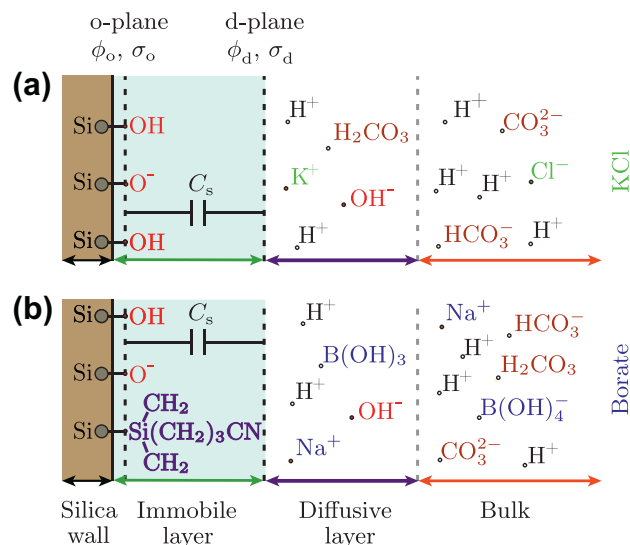 o-plane d-plane
ϕₒ, σₒ ϕ_d, σ_d
(a)
H⁺ H⁺
Si OH H₂CO₃ CO₃²⁻
Si O⁻ Cₛ K⁺ OH⁻ H⁺ H⁺ Cl⁻
Si OH H⁺ HCO₃⁻ H⁺
KCl
(b)
Si OH Cₛ H⁺ Na⁺ HCO₃⁻
Si O⁻ B(OH)₃ H⁺ H₂CO₃
CH₂ H⁺ H⁺ B(OH)₄⁻
Si Si(CH₂)₃CN OH⁻
CH₂ Na⁺ CO₃²⁻ H⁺
Borate
Silica Immobile Diffusive Bulk
wall layer layer